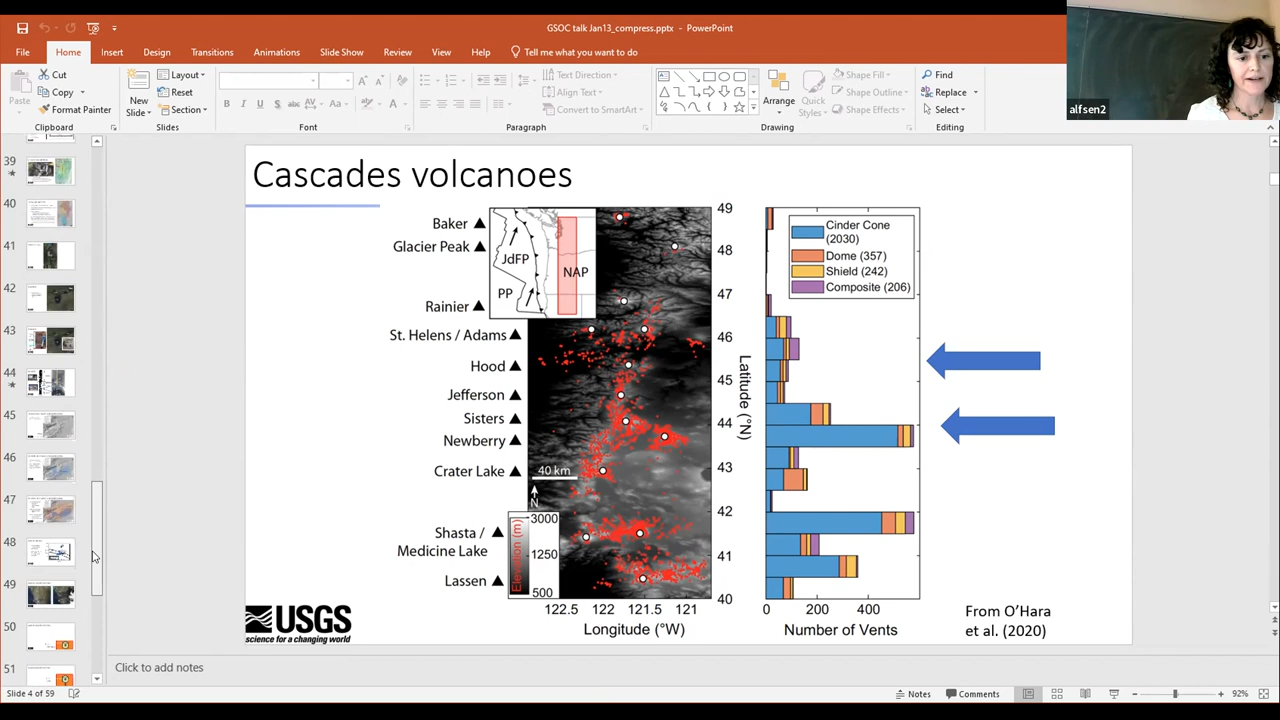 GSOC talk Jan13_compress.pptx - PowerPoint
File Home Insert Design Transitions Animations Slide Show Review View Help Tell me what you want to do
Paste
Cut
Copy
Format Painter
Clipboard
New
Slide
Layout
Reset
Section
Slides
B I U S abc AV Aa A
Font
Text Direction
Align Text
Convert to SmartArt
Paragraph
Arrange
Quick
Styles
Shape Fill
Shape Outline
Shape Effects
Drawing
Find
Replace
Select
Editing
alfsen2
39
40
41
42
43
44
45
46
47
48
49
50
51
Cascades volcanoes
Baker
Glacier Peak
Rainier
St. Helens / Adams
Hood
Jefferson
Sisters
Newberry
Crater Lake
Shasta /
Medicine Lake
Lassen
JdFP
NAP
PP
40 km
N
3000
1250
500
Elevation (m)
122.5 122 121.5 121
Longitude (°W)
49
48
47
46
45
44
43
42
41
40
Latitude (°N)
Cinder Cone
(2030)
Dome (357)
Shield (242)
Composite (206)
0 200 400
Number of Vents
From O'Hara
et al. (2020)
USGS
science for a changing world
Click to add notes
Slide 4 of 59
Notes Comments 92%